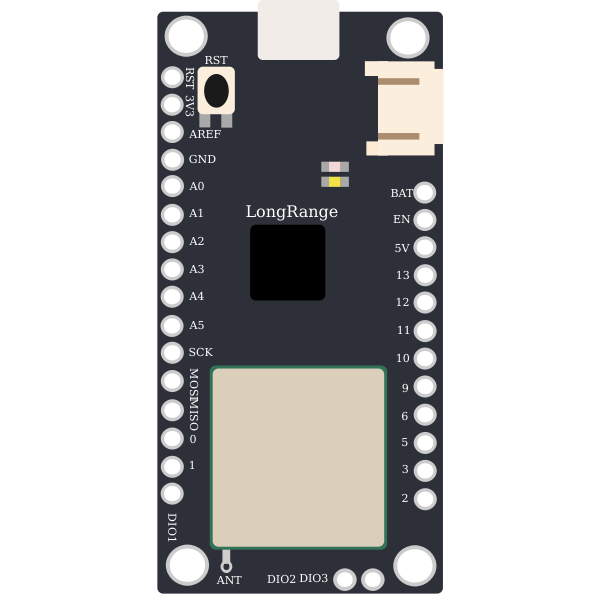 RST
RST
3V3
AREF
GND
A0
A1
A2
A3
A4
A5
SCK
MOSI
MISO
0
1
DIO1
LongRange
BAT
EN
5V
13
12
11
10
9
6
5
3
2
ANT
DIO2 DIO3